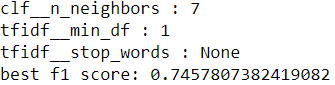 clf__n_neighbors : 7
tfidf__min_df : 1
tfidf__stop_words : None
best f1 score: 0.7457807382419082